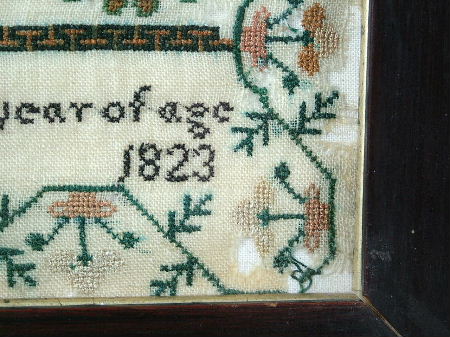 year of age
1823